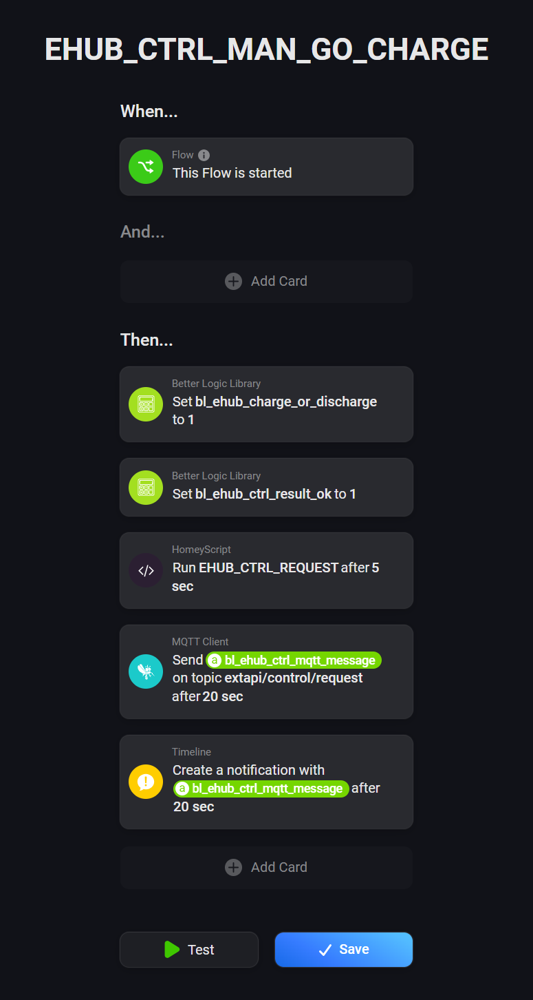 EHUB_CTRL_MAN_GO_CHARGE
When...
Flow
This Flow is started
And...
Add Card
Then...
Better Logic Library
Set bl_ehub_charge_or_discharge
to 1
Better Logic Library
Set bl_ehub_ctrl_result_ok to 1
HomeyScript
Run EHUB_CTRL_REQUEST after 5
sec
MQTT Client
Send a bl_ehub_ctrl_mqtt_message
on topic extapi/control/request
after 20 sec
Timeline
Create a notification with
a bl_ehub_ctrl_mqtt_message after
20 sec
Add Card
Test
Save